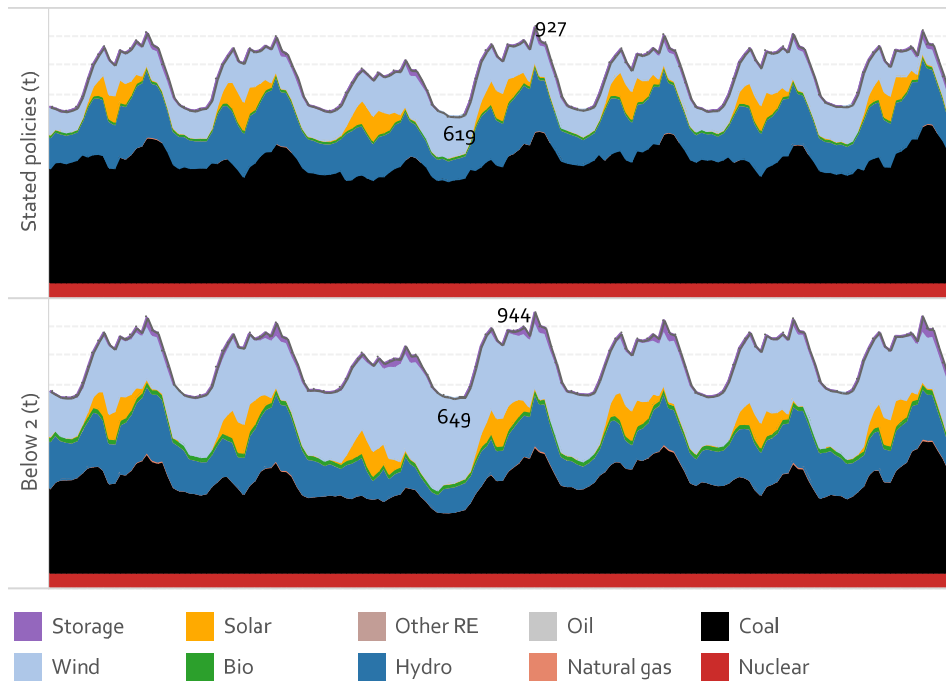 Stated policies (t)
927
619
Below 2 (t)
944
649
Storage
Solar
Other RE
Oil
Coal
Wind
Bio
Hydro
Natural gas
Nuclear